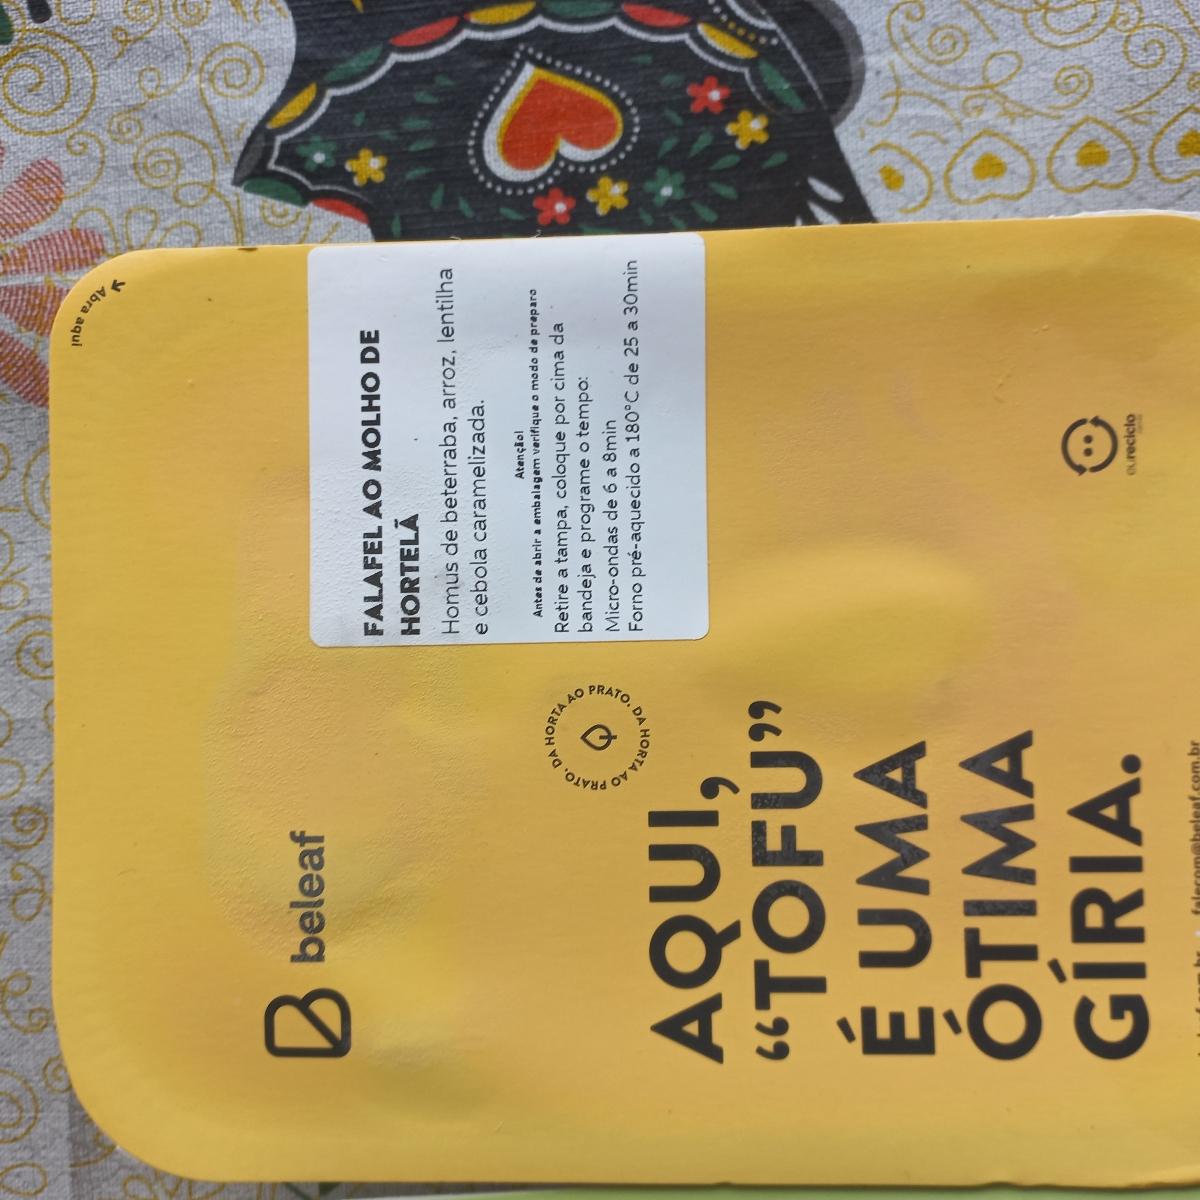 Abra aqui
beleaf
FALAFEL AO MOLHO DE
HORTELÃ
Homus de beterraba, arroz, lentilha
e cebola caramelizada.
Atenção!
Antes de abrir a embalagem verifique o modo de preparo
Retire a tampa, coloque por cima da
bandeja e programe o tempo:
Micro-ondas de 6 a 8min
Forno pré-aquecido a 180°C de 25 a 30min
DA HORTA AO PRATO. DA HORTA AO PRATO.
AQUI,
“TOFU”
É UMA
ÓTIMA
GÍRIA.
eureciclo
falecom@beleaf.com.br